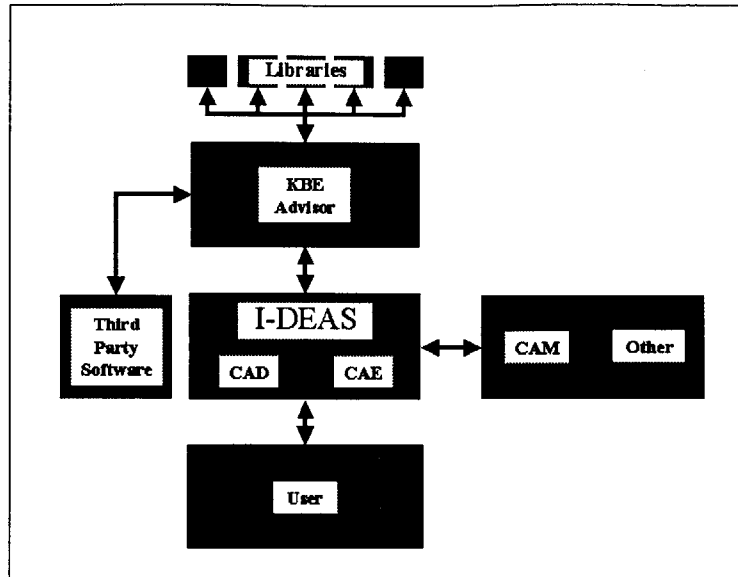 Libraries
KBE
Advisor
I-DEAS
CAD CAE
Third
Party
Software
CAM Other
User